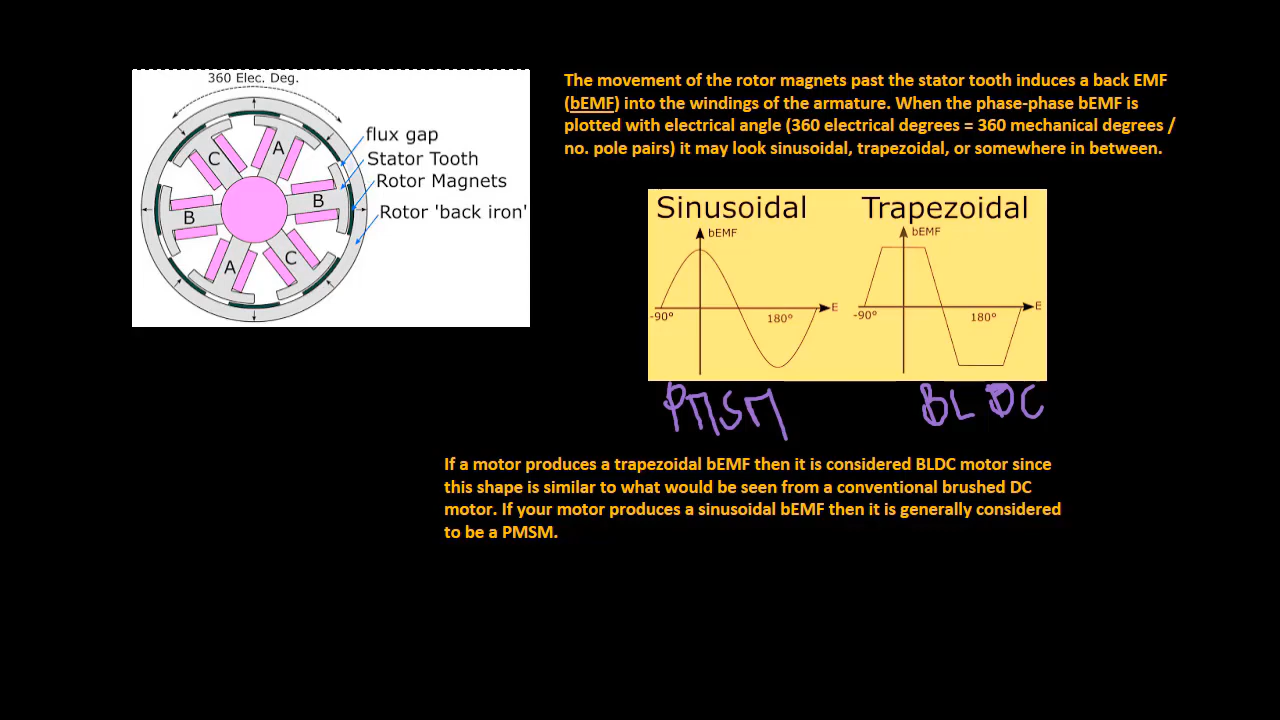 360 Elec. Deg.
flux gap
Stator Tooth
Rotor Magnets
Rotor 'back iron'
A
C
B
B
A
C
The movement of the rotor magnets past the stator tooth induces a back EMF
(bEMF) into the windings of the armature. When the phase-phase bEMF is
plotted with electrical angle (360 electrical degrees = 360 mechanical degrees /
no. pole pairs) it may look sinusoidal, trapezoidal, or somewhere in between.
Sinusoidal
bEMF
E
-90°
180°
Trapezoidal
bEMF
E
-90°
180°
PMSM
BLDC
If a motor produces a trapezoidal bEMF then it is considered BLDC motor since
this shape is similar to what would be seen from a conventional brushed DC
motor. If your motor produces a sinusoidal bEMF then it is generally considered
to be a PMSM.